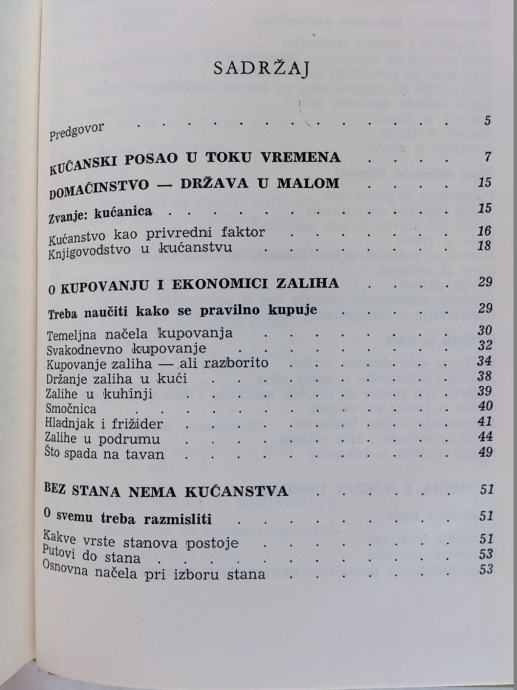 SADRŽAJ
Predgovor . . . . . . . . . . . . 5
KUĆANSKI POSAO U TOKU VREMENA . . . . 7
DOMAĆINSTVO — DRŽAVA U MALOM . . . . 15
Zvanje: kućanica . . . . . . . . . . . 15
Kućanstvo kao privredni faktor . . . . . . 16
Knjigovodstvo u kućanstvu . . . . . . . . 18
O KUPOVANJU I EKONOMICI ZALIHA . . . . 29
Treba naučiti kako se pravilno kupuje . . . . 29
Temeljna načela kupovanja . . . . . . . . 30
Svakodnevno kupovanje . . . . . . . . . 32
Kupovanje zaliha — ali razborito . . . . . . 34
Držanje zaliha u kući . . . . . . . . . 38
Zalihe u kuhinji . . . . . . . . . . . 39
Smočnica . . . . . . . . . . . . . 40
Hladnjak i frižider . . . . . . . . . . 41
Zalihe u podrumu . . . . . . . . . . 44
Što spada na tavan . . . . . . . . . . 49
BEZ STANA NEMA KUĆANSTVA . . . . . . 51
O svemu treba razmisliti . . . . . . . . 51
Kakve vrste stanova postoje . . . . . . . 51
Putovi do stana . . . . . . . . . . . 53
Osnovna načela pri izboru stana . . . . . . 53